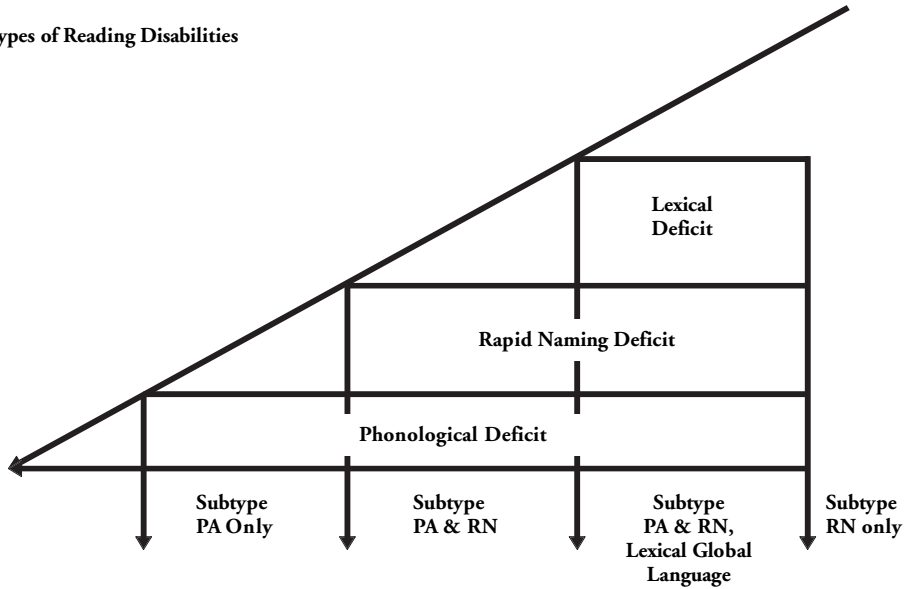 ypes of Reading Disabilities
Lexical
Deficit
Rapid Naming Deficit
Phonological Deficit
Subtype
PA Only
Subtype
PA & RN
Subtype
PA & RN,
Lexical Global
Language
Subtype
RN only